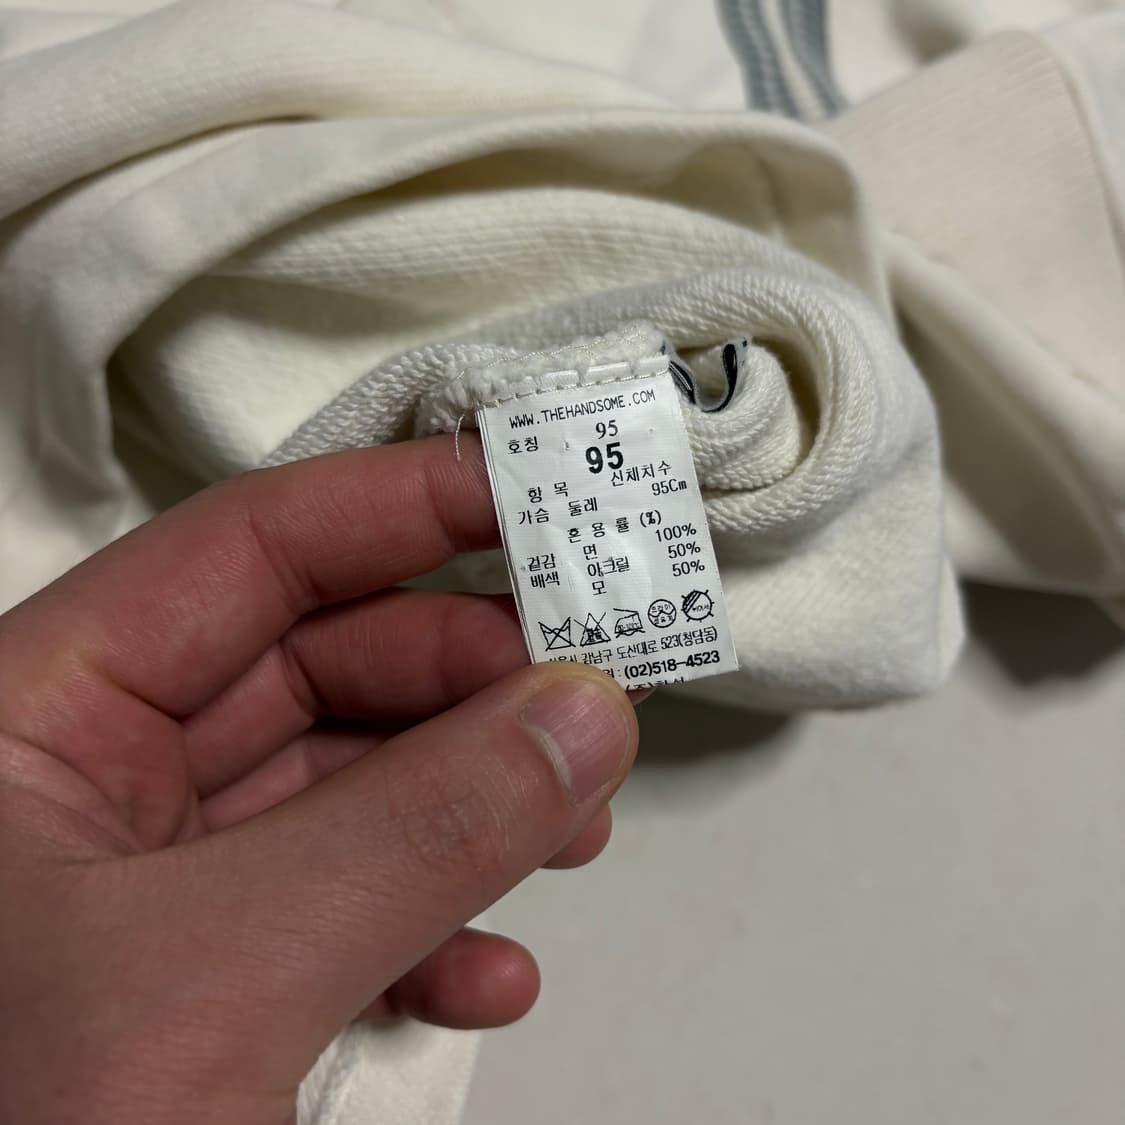 WWW.THEHANDSOME.COM
호칭 95
95
항 목 신체치수
가슴 둘레 95Cm
혼 용 률 (%)
겉감 면 100%
배색 아크릴 50%
모 50%
강남구 도산대로 523(청담동)
: (02)518-4523